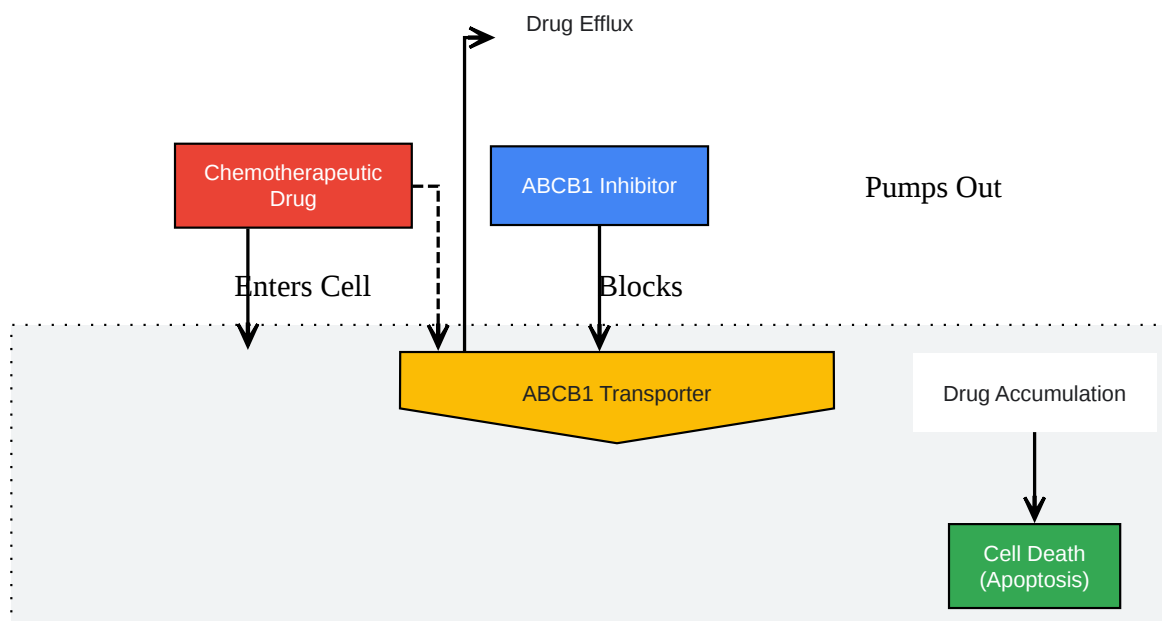 Drug Efflux
Chemotherapeutic
Drug
ABCB1 Inhibitor
Pumps Out
Enters Cell
Blocks
ABCB1 Transporter
Drug Accumulation
Cell Death
(Apoptosis)